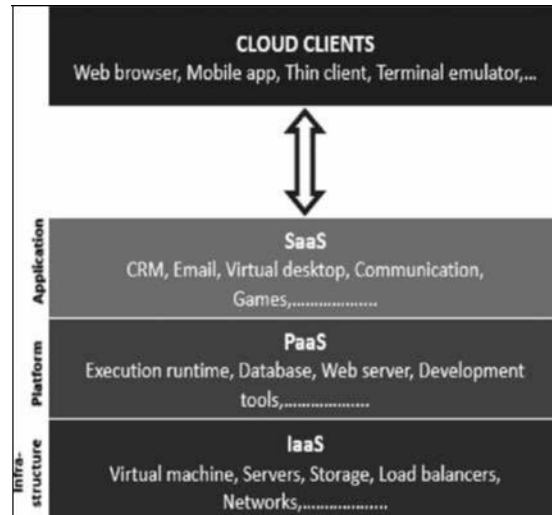 CLOUD CLIENTS
Web browser, Mobile app, Thin client, Terminal emulator,...
Application
SaaS
CRM, Email, Virtual desktop, Communication,
Games,...................
Platform
PaaS
Execution runtime, Database, Web server, Development
tools,...................
Infra-
structure
IaaS
Virtual machine, Servers, Storage, Load balancers,
Networks,...................